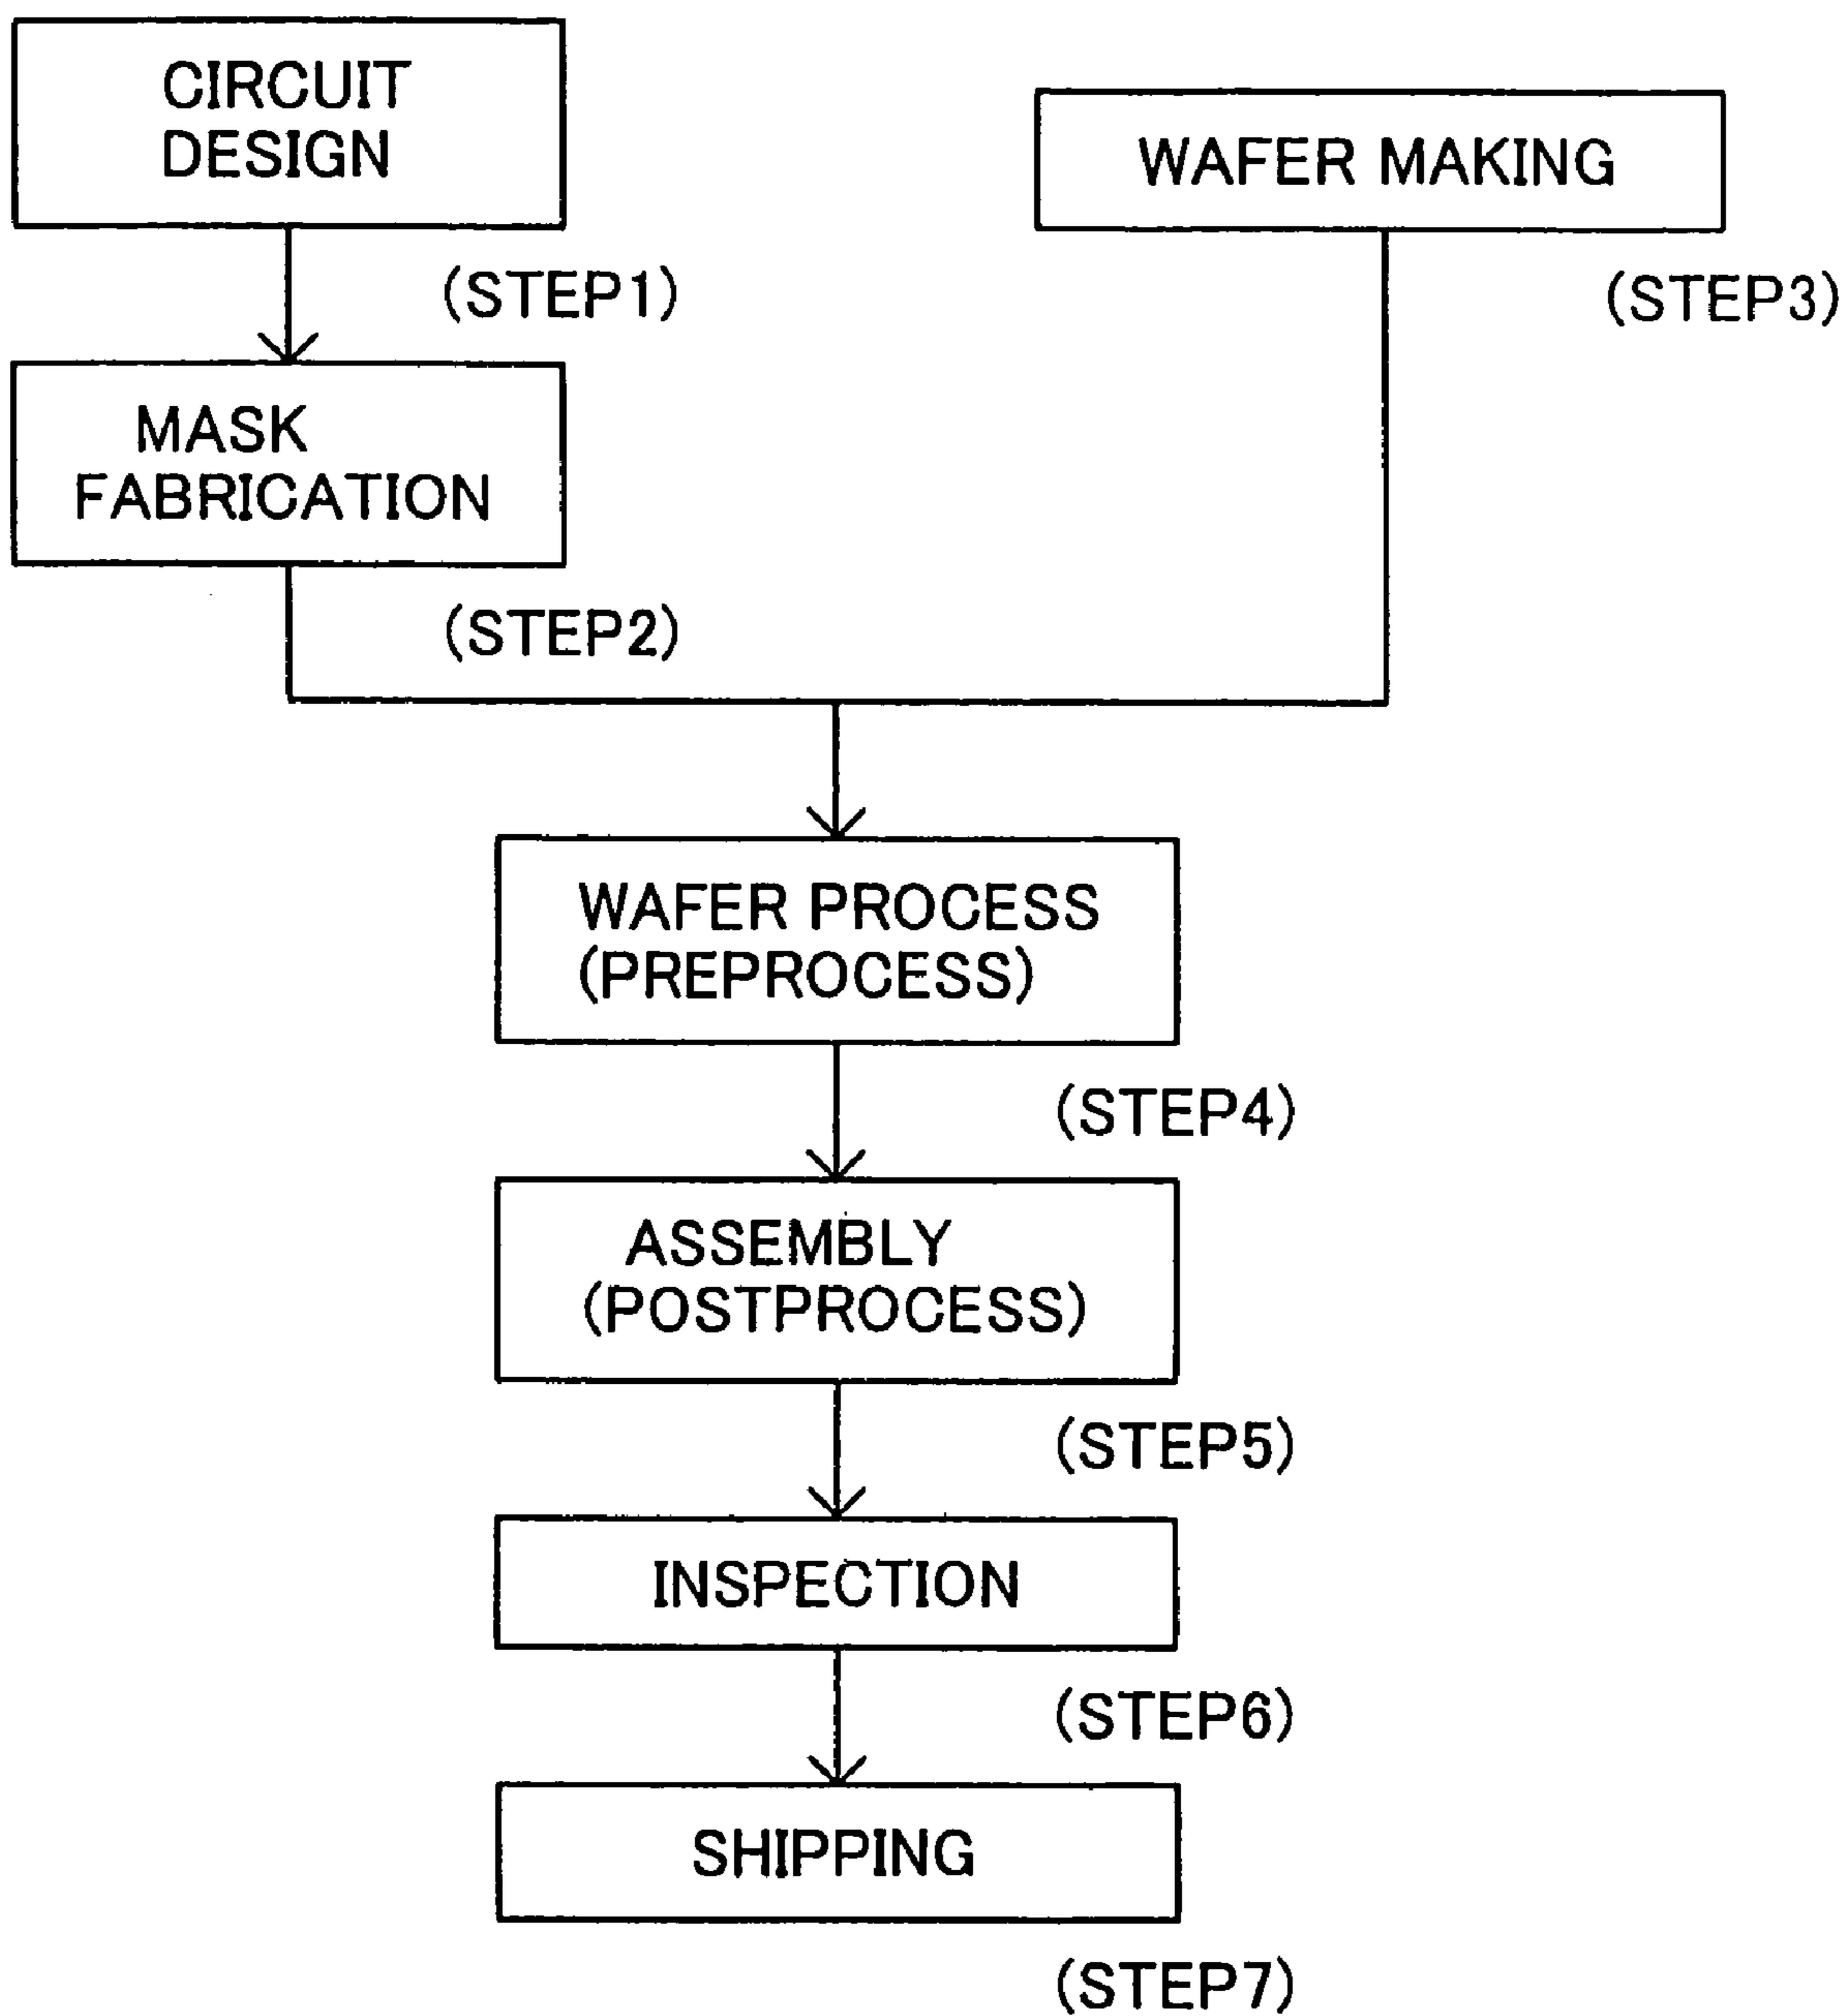 CIRCUIT
DESIGN
(STEP1)
MASK
FABRICATION
(STEP2)
WAFER MAKING
(STEP3)
WAFER PROCESS
(PREPROCESS)
(STEP4)
ASSEMBLY
(POSTPROCESS)
(STEP5)
INSPECTION
(STEP6)
SHIPPING
(STEP7)